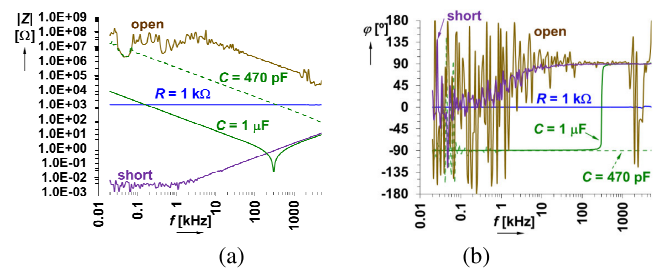 |Z|
[Ω]
1.0E+09
1.0E+08
1.0E+07
1.0E+06
1.0E+05
1.0E+04
1.0E+03
1.0E+02
1.0E+01
1.0E+00
1.0E-01
1.0E-02
1.0E-03
open
C = 470 pF
R = 1 kΩ
C = 1 µF
short
0.01
0.1
1
10
100
1000
f [kHz]
(a)
φ [º]
180
135
90
45
0
-45
-90
-135
-180
short
open
R = 1 kΩ
C = 1 µF
C = 470 pF
0.01
0.1
1
10
100
1000
f [kHz]
(b)